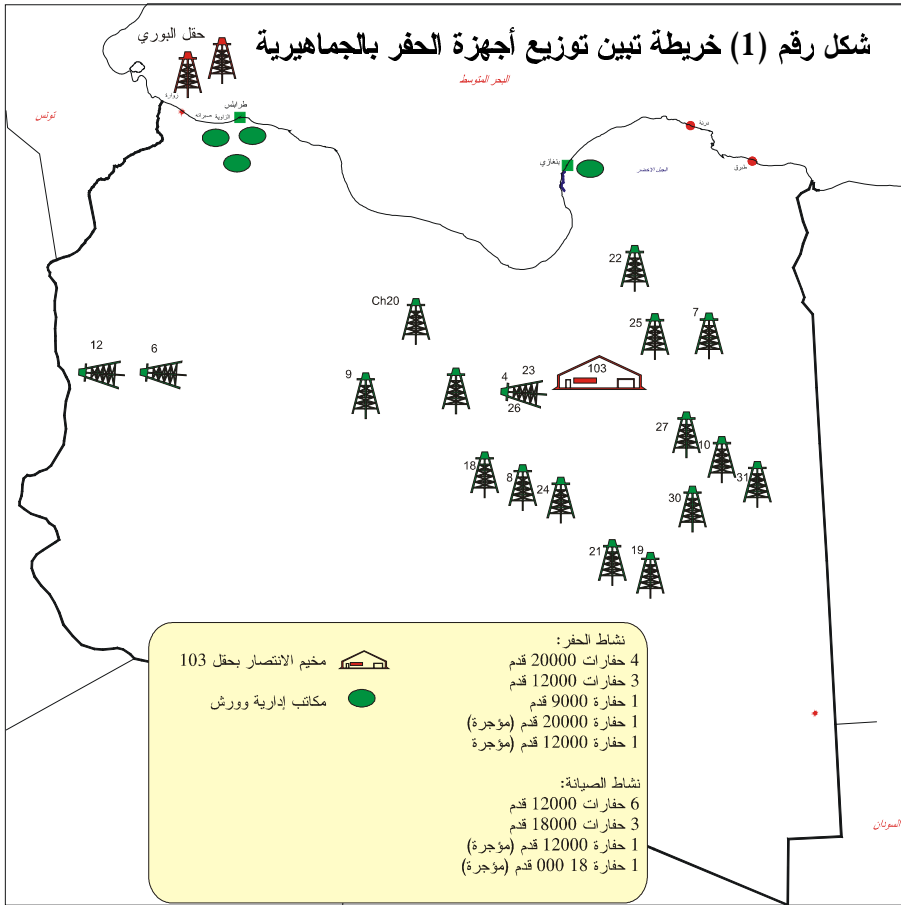 شكل رقم (1) خريطة تبين توزيع أجهزة الحفر بالجماهيرية
حقل البوري
البحر المتوسط
تونس
زوارة
صبراته
الزاوية
طرابلس
درنة
طبرق
بنغازي
الجبل الاخضر
22
Ch20
25
7
12
6
9
4
23
26
103
27
10
31
18
8
24
30
21
19
نشاط الحفر:
4 حفارات 20000 قدم
3 حفارات 12000 قدم
1 حفارة 9000 قدم
1 حفارة 20000 قدم (مؤجرة)
1 حفارة 12000 قدم (مؤجرة
نشاط الصيانة:
6 حفارات 12000 قدم
3 حفارات 18000 قدم
1 حفارة 12000 قدم (مؤجرة)
1 حفارة 18 000 قدم (مؤجرة)
مخيم الانتصار بحقل 103
مكاتب إدارية وورش
السودان